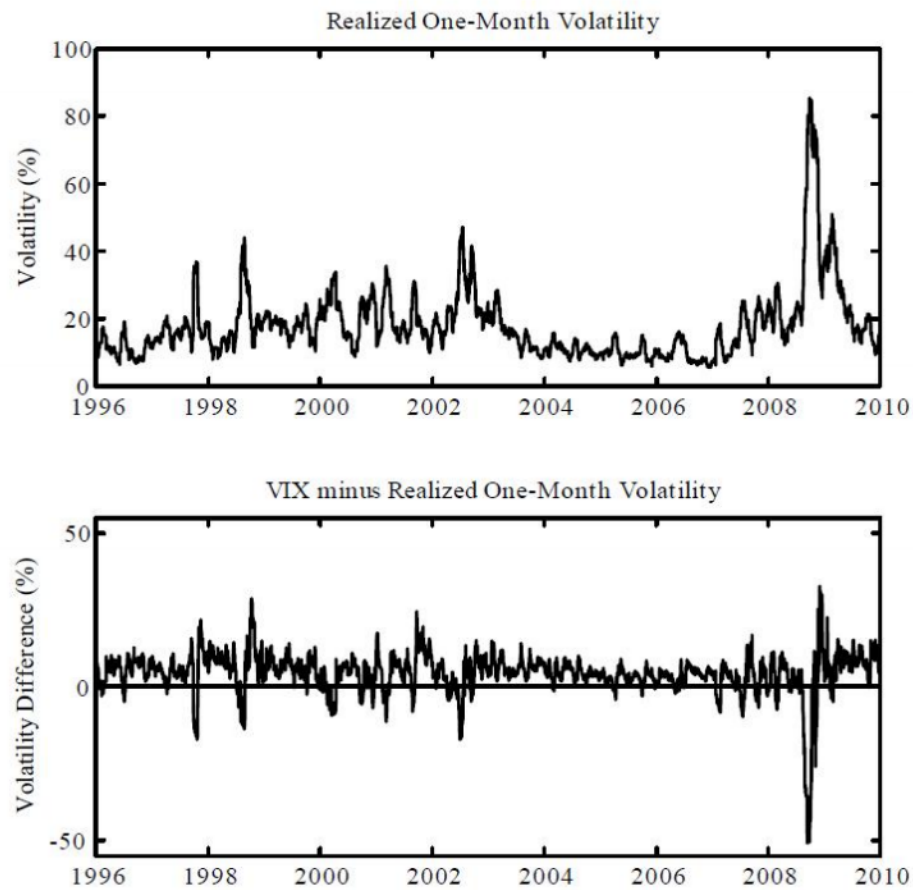 Realized One-Month Volatility
100
80
60
40
20
0
Volatility (%)
1996 1998 2000 2002 2004 2006 2008 2010
VIX minus Realized One-Month Volatility
50
0
-50
Volatility Difference (%)
1996 1998 2000 2002 2004 2006 2008 2010